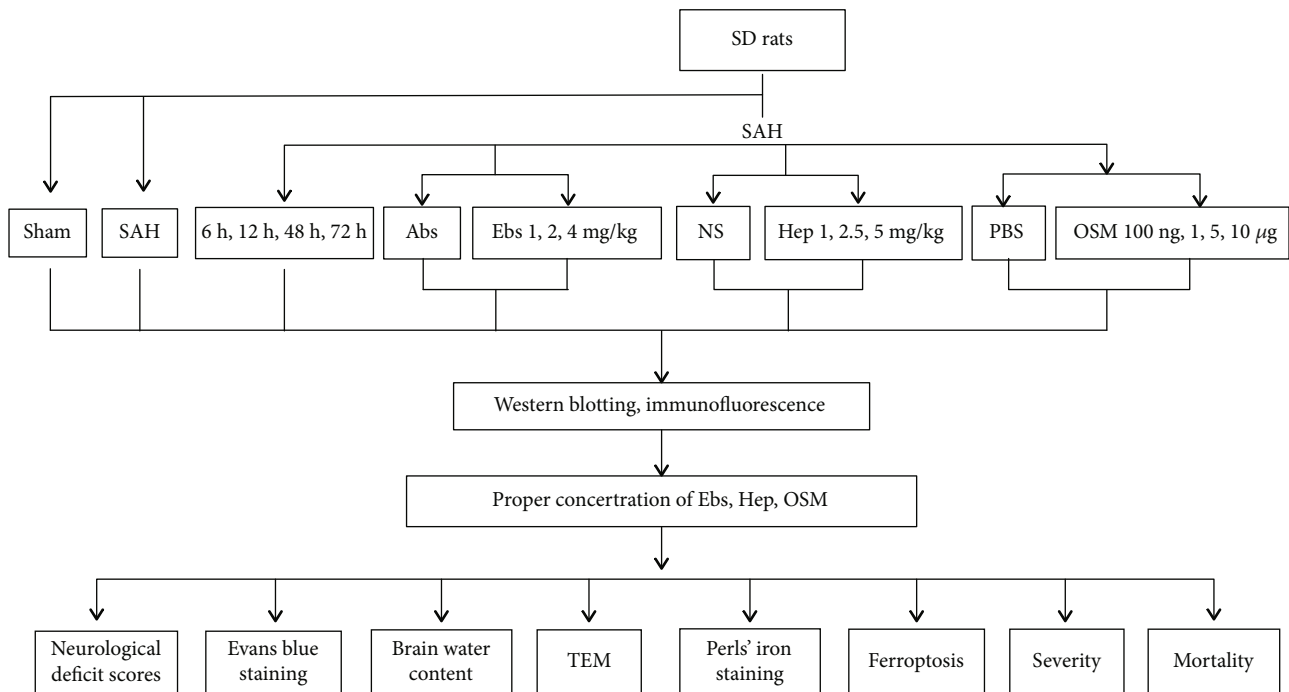 SD rats
SAH
Sham
SAH
6 h, 12 h, 48 h, 72 h
Abs
Ebs 1, 2, 4 mg/kg
NS
Hep 1, 2.5, 5 mg/kg
PBS
OSM 100 ng, 1, 5, 10 μg
Western blotting, immunofluorescence
Proper concertration of Ebs, Hep, OSM
Neurological
deficit scores
Evans blue
staining
Brain water
content
TEM
Perls' iron
staining
Ferroptosis
Severity
Mortality